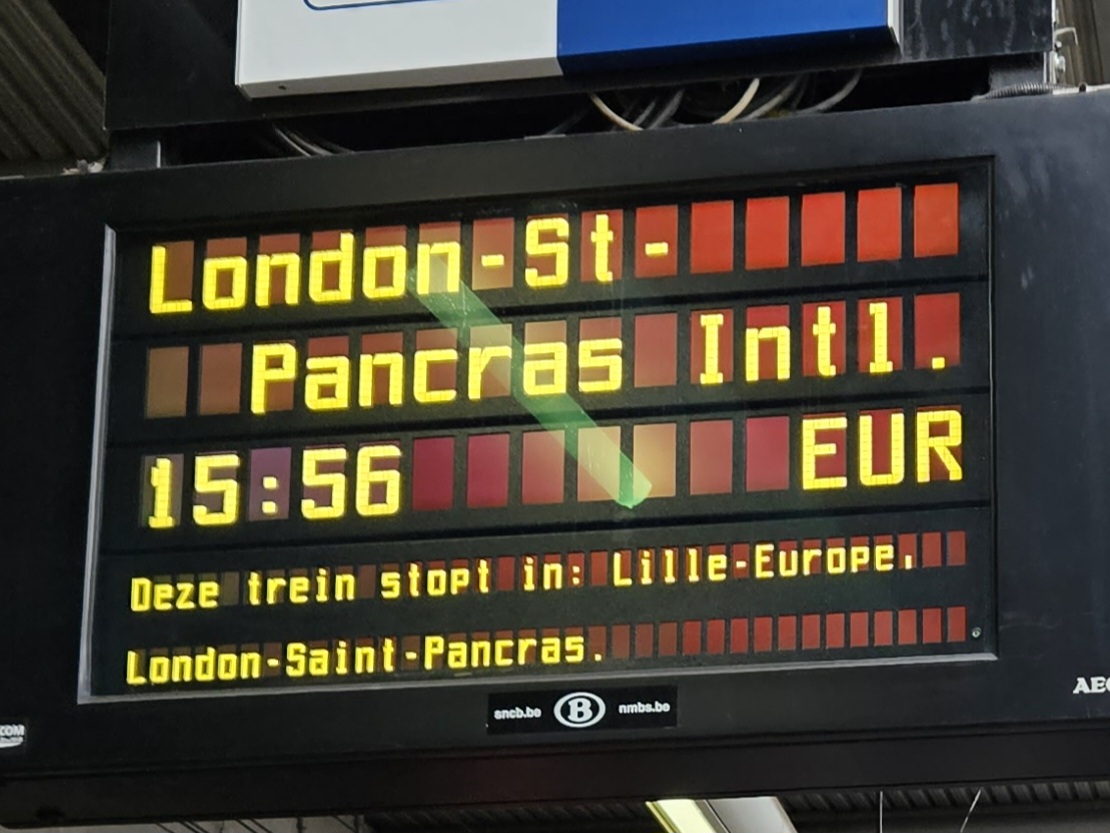 London-St-
Pancras Intl.
15:56 EUR
Deze trein stopt in: Lille-Europe,
London-Saint-Pancras.
sncb.be B nmbs.be